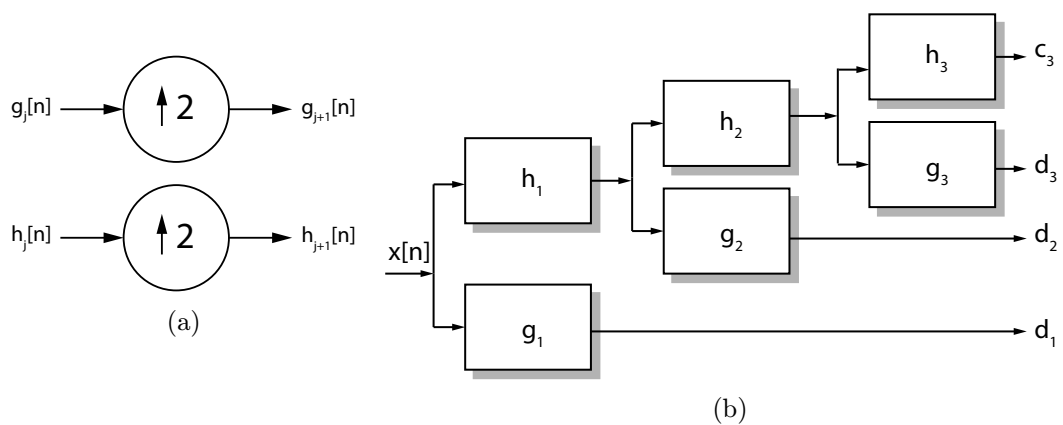 g_j[n]
↑2
g_{j+1}[n]
h_j[n]
↑2
h_{j+1}[n]
(a)
x[n]
h_1
g_1
h_2
g_2
h_3
g_3
c_3
d_3
d_2
d_1
(b)